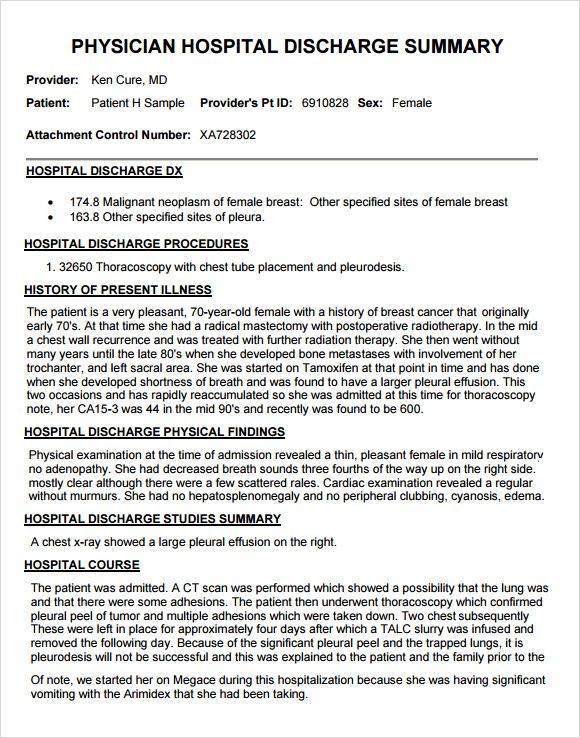 PHYSICIAN HOSPITAL DISCHARGE SUMMARY
Provider: Ken Cure, MD
Patient: Patient H Sample Provider's Pt ID: 6910828 Sex: Female
Attachment Control Number: XA728302
HOSPITAL DISCHARGE DX
• 174.8 Malignant neoplasm of female breast: Other specified sites of female breast
• 163.8 Other specified sites of pleura.
HOSPITAL DISCHARGE PROCEDURES
1. 32650 Thoracoscopy with chest tube placement and pleurodesis.
HISTORY OF PRESENT ILLNESS
The patient is a very pleasant, 70-year-old female with a history of breast cancer that originally
early 70's. At that time she had a radical mastectomy with postoperative radiotherapy. In the mid
a chest wall recurrence and was treated with further radiation therapy. She then went without
many years until the late 80's when she developed bone metastases with involvement of her
trochanter, and left sacral area. She was started on Tamoxifen at that point in time and has done
when she developed shortness of breath and was found to have a larger pleural effusion. This
two occasions and has rapidly reaccumulated so she was admitted at this time for thoracoscopy
note, her CA15-3 was 44 in the mid 90's and recently was found to be 600.
HOSPITAL DISCHARGE PHYSICAL FINDINGS
Physical examination at the time of admission revealed a thin, pleasant female in mild respiratory
no adenopathy. She had decreased breath sounds three fourths of the way up on the right side.
mostly clear although there were a few scattered rales. Cardiac examination revealed a regular
without murmurs. She had no hepatosplenomegaly and no peripheral clubbing, cyanosis, edema.
HOSPITAL DISCHARGE STUDIES SUMMARY
A chest x-ray showed a large pleural effusion on the right.
HOSPITAL COURSE
The patient was admitted. A CT scan was performed which showed a possibility that the lung was
and that there were some adhesions. The patient then underwent thoracoscopy which confirmed
pleural peel of tumor and multiple adhesions which were taken down. Two chest subsequently
These were left in place for approximately four days after which a TALC slurry was infused and
removed the following day. Because of the significant pleural peel and the trapped lungs, it is
pleurodesis will not be successful and this was explained to the patient and the family prior to the
Of note, we started her on Megace during this hospitalization because she was having significant
vomiting with the Arimidex that she had been taking.